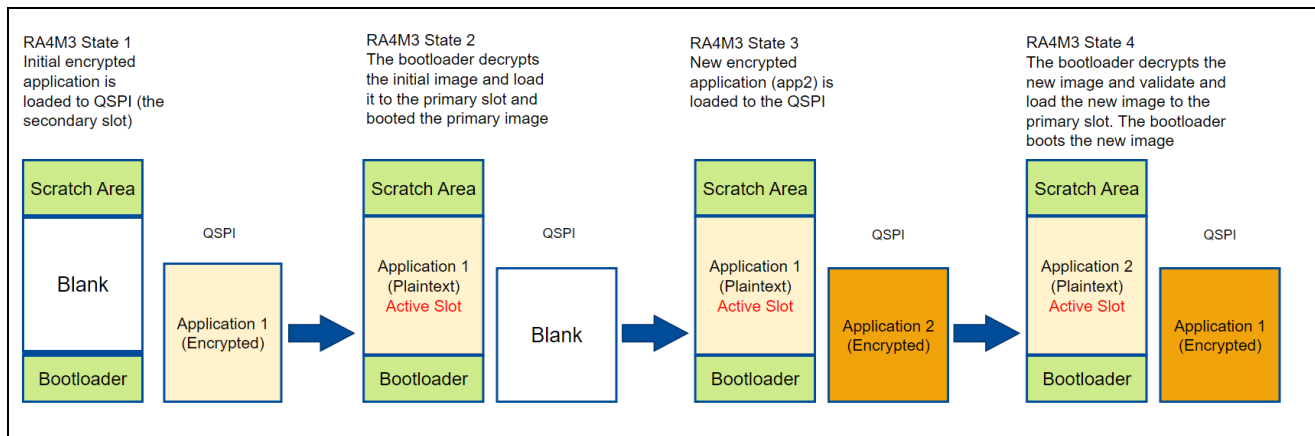 RA4M3 State 1
Initial encrypted
application is
loaded to QSPI (the
secondary slot)
RA4M3 State 2
The bootloader decrypts
the initial image and load
it to the primary slot and
booted the primary image
RA4M3 State 3
New encrypted
application (app2) is
loaded to the QSPI
RA4M3 State 4
The bootloader decrypts the
new image and validate and
load the new image to the
primary slot. The bootloader
boots the new image
Scratch Area
Blank
Bootloader
QSPI
Application 1
(Encrypted)
Scratch Area
Application 1
(Plaintext)
Active Slot
Bootloader
QSPI
Blank
Scratch Area
Application 1
(Plaintext)
Active Slot
Bootloader
QSPI
Application 2
(Encrypted)
Scratch Area
Application 2
(Plaintext)
Active Slot
Bootloader
QSPI
Application 1
(Encrypted)